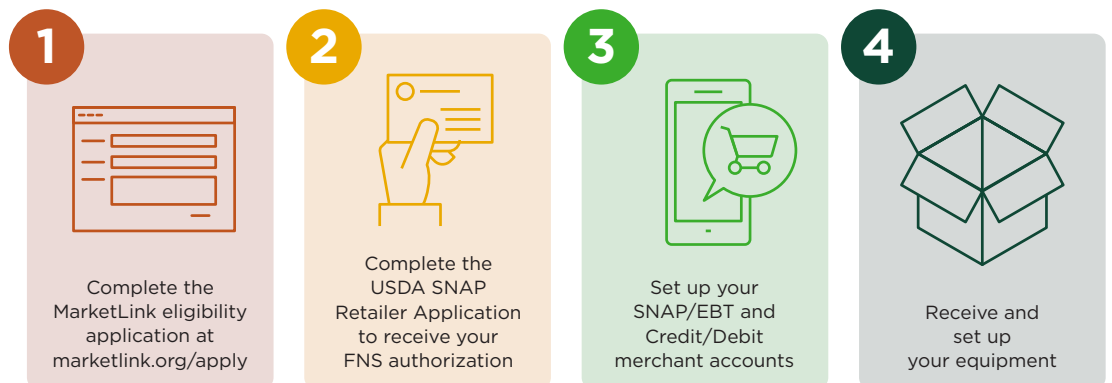 1
Complete the
MarketLink eligibility
application at
marketlink.org/apply
2
Complete the
USDA SNAP
Retailer Application
to receive your
FNS authorization
3
Set up your
SNAP/EBT and
Credit/Debit
merchant accounts
4
Receive and
set up
your equipment